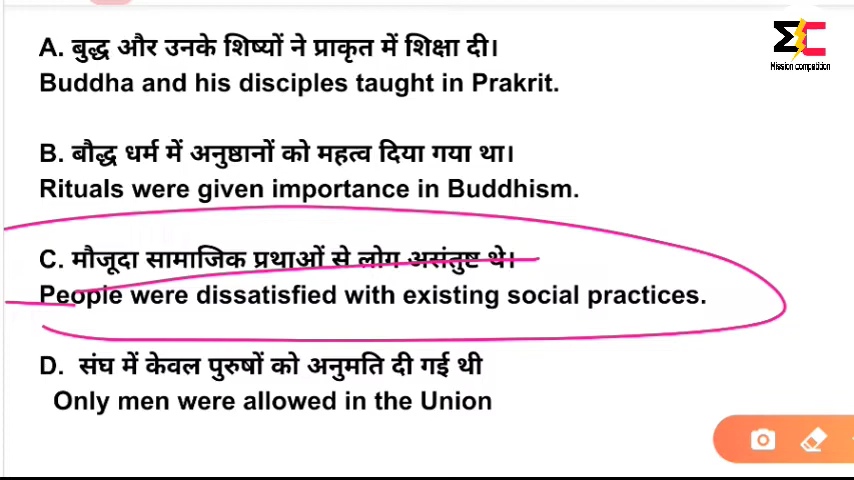 A. बुद्ध और उनके शिष्यों ने प्राकृत में शिक्षा दी।
Buddha and his disciples taught in Prakrit.
Mission competition
B. बौद्ध धर्म में अनुष्ठानों को महत्व दिया गया था।
Rituals were given importance in Buddhism.
C. मौजूदा सामाजिक प्रथाओं से लोग असंतुष्ट थे।
People were dissatisfied with existing social practices.
D. संघ में केवल पुरुषों को अनुमति दी गई थी
Only men were allowed in the Union